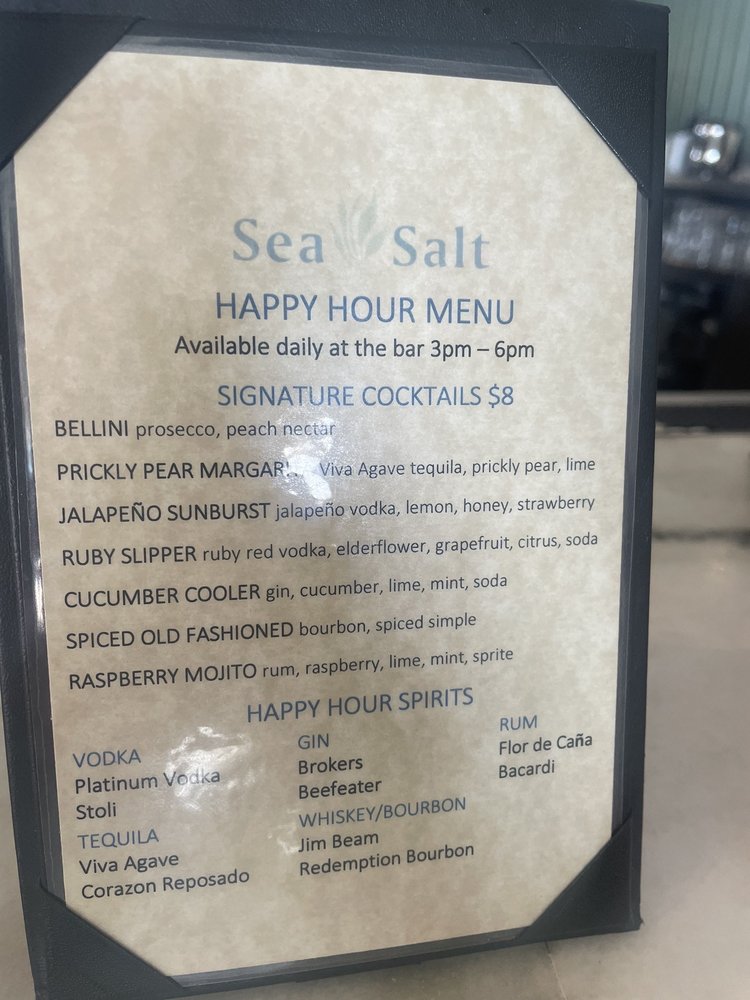 Sea Salt
HAPPY HOUR MENU
Available daily at the bar 3pm – 6pm
SIGNATURE COCKTAILS $8
BELLINI prosecco, peach nectar
PRICKLY PEAR Viva Agave tequila, prickly pear, lime
JALAPEÑO SUNBURST jalapeño vodka, lemon, honey, strawberry
RUBY SLIPPER ruby red vodka, elderflower, grapefruit, citrus, soda
CUCUMBER COOLER gin, cucumber, lime, mint, soda
SPICED OLD FASHIONED bourbon, spiced simple
RASPBERRY MOJITO rum, raspberry, lime, mint, sprite
HAPPY HOUR SPIRITS
VODKA
Platinum Vodka
Stoli
TEQUILA
Viva Agave
Corazon Reposado
GIN
Brokers
Beefeater
WHISKEY/BOURBON
Jim Beam
Redemption Bourbon
RUM
Flor de Caña
Bacardi